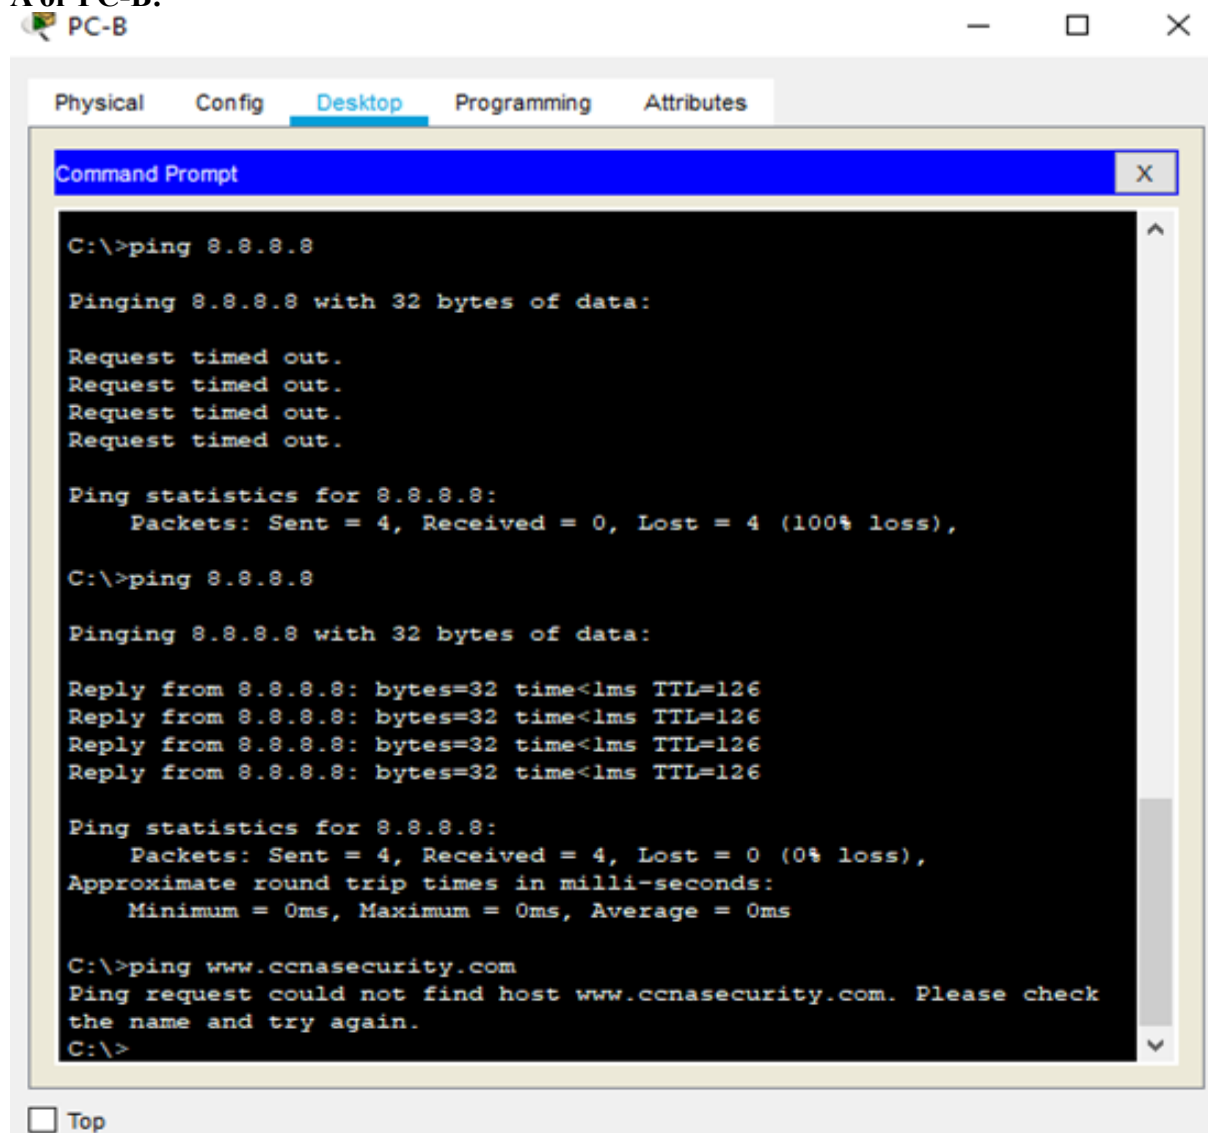 A or PC-B.
PC-B
Physical Config Desktop Programming Attributes
Command Prompt X
C:\>ping 8.8.8.8
Pinging 8.8.8.8 with 32 bytes of data:
Request timed out.
Request timed out.
Request timed out.
Request timed out.
Ping statistics for 8.8.8.8:
Packets: Sent = 4, Received = 0, Lost = 4 (100% loss),
C:\>ping 8.8.8.8
Pinging 8.8.8.8 with 32 bytes of data:
Reply from 8.8.8.8: bytes=32 time<1ms TTL=126
Reply from 8.8.8.8: bytes=32 time<1ms TTL=126
Reply from 8.8.8.8: bytes=32 time<1ms TTL=126
Reply from 8.8.8.8: bytes=32 time<1ms TTL=126
Ping statistics for 8.8.8.8:
Packets: Sent = 4, Received = 4, Lost = 0 (0% loss),
Approximate round trip times in milli-seconds:
Minimum = 0ms, Maximum = 0ms, Average = 0ms
C:\>ping www.ccnasecurity.com
Ping request could not find host www.ccnasecurity.com. Please check
the name and try again.
C:\>
Top